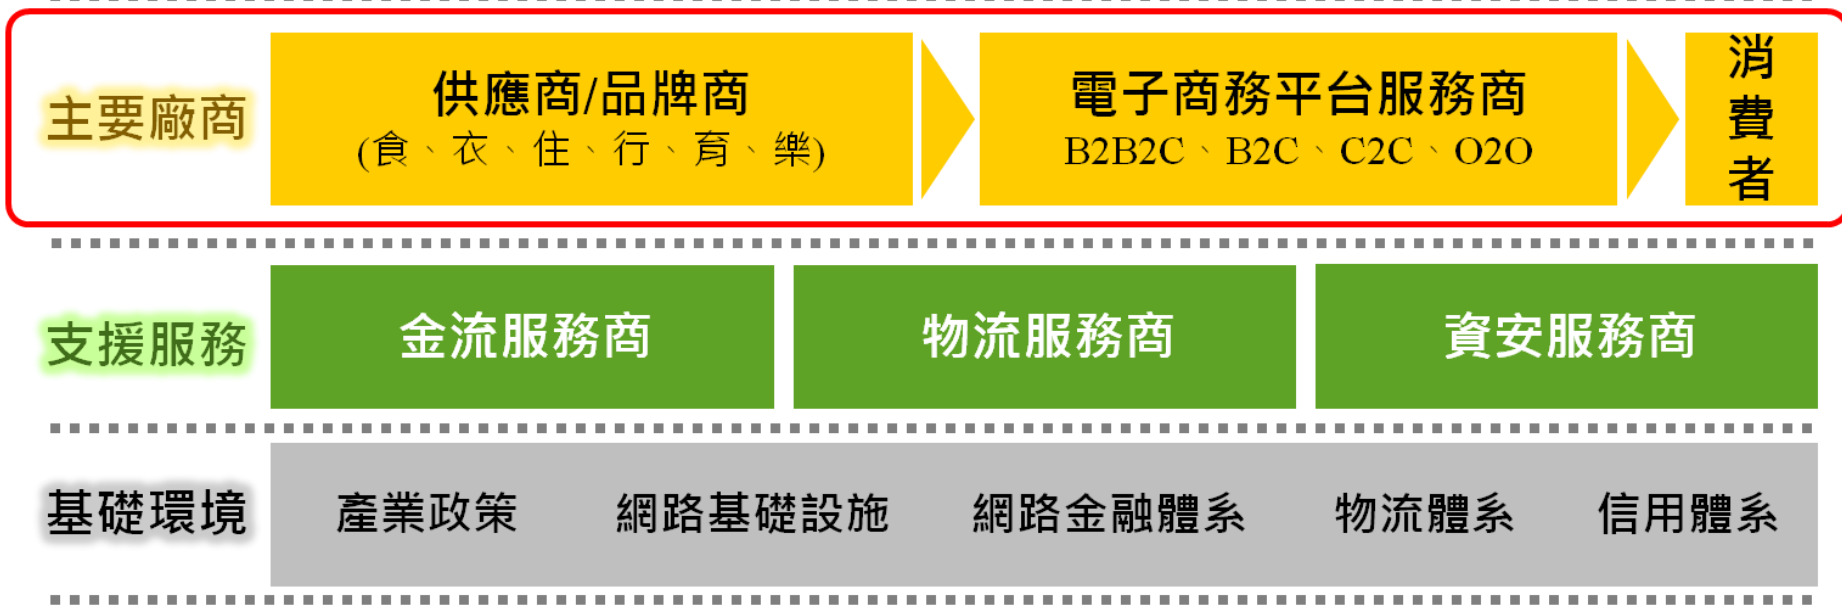 主要廠商
供應商/品牌商
(食、衣、住、行、育、樂)
電子商務平台服務商
B2B2C、B2C、C2C、O2O
消
費
者
支援服務
金流服務商
物流服務商
資安服務商
基礎環境
產業政策
網路基礎設施
網路金融體系
物流體系
信用體系